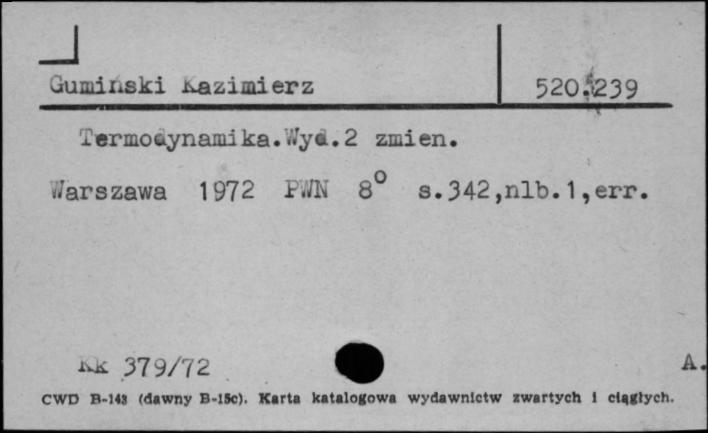 Gumiński Kazimierz 520.239
Termodynamika.Wyd.2 zmien.
Warszawa 1972 PWN 8° s.342,nlb.1,err.
Kk 379/72 A.
CWD B-143 (dawny B-15c). Karta katalogowa wydawnictw zwartych i ciągłych.